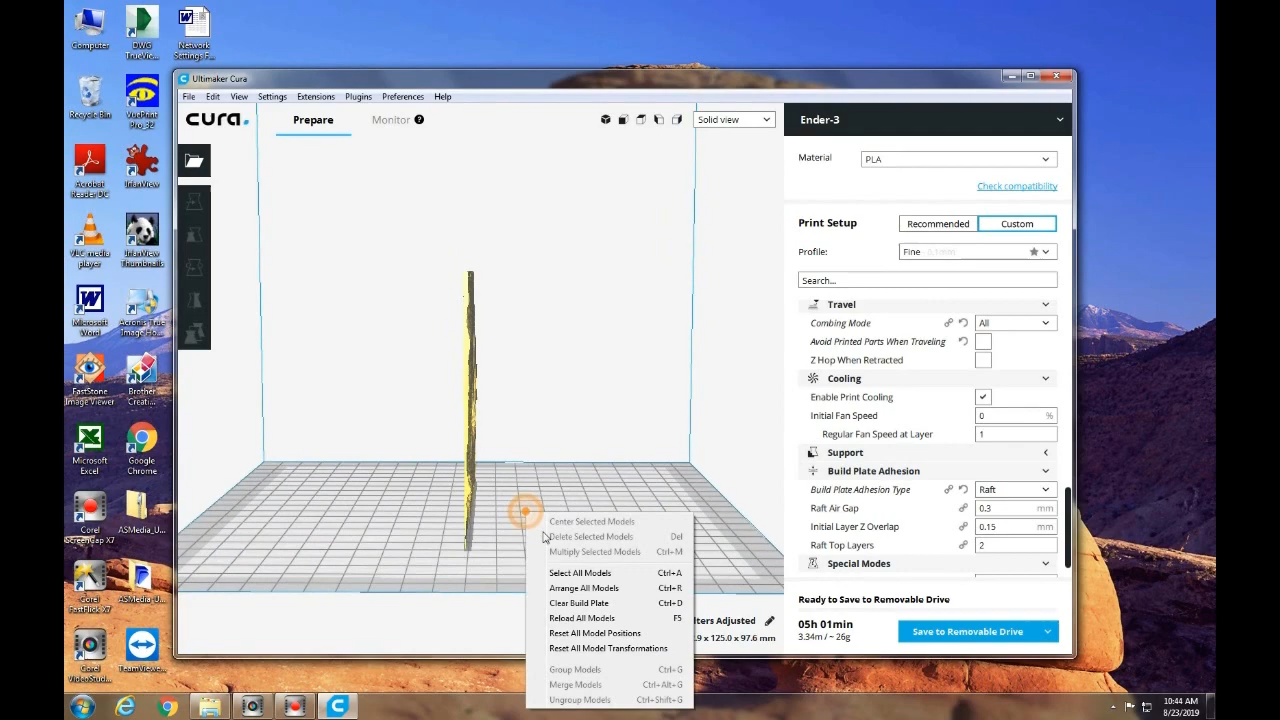 Computer
DWG
TrueVie...
Network
Settings F...
Recycle Bin
VuePrint
Pro_32
Acrobat
Reader DC
IrfanView
VLC media
player
IrfanView
Thumbnails
Microsoft
Word
Acronis True
Image Ho...
FastStone
Image Viewer
Brother
Creati...
Microsoft
Excel
Google
Chrome
Corel
ScreenCap X7
ASMedia_U...
Corel
FastFlick X7
ASMedia_U...
Corel
VideoStud...
TeamViewe...
Ultimaker Cura
File Edit View Settings Extensions Plugins Preferences Help
cura.
Prepare
Monitor ?
Solid view
Ender-3
Material
PLA
Check compatibility
Print Setup
Recommended
Custom
Profile:
Fine - 0.1mm
Search...
Travel
Combing Mode
All
Avoid Printed Parts When Traveling
Z Hop When Retracted
Cooling
Enable Print Cooling
Initial Fan Speed
0 %
Regular Fan Speed at Layer
1
Support
Build Plate Adhesion
Build Plate Adhesion Type
Raft
Raft Air Gap
0.3 mm
Initial Layer Z Overlap
0.15 mm
Raft Top Layers
2
Special Modes
Ready to Save to Removable Drive
05h 01min
3.34m / ~ 26g
Save to Removable Drive
ters Adjusted
.9 x 125.0 x 97.6 mm
Center Selected Models
Delete Selected Models Del
Multiply Selected Models Ctrl+M
Select All Models Ctrl+A
Arrange All Models Ctrl+R
Clear Build Plate Ctrl+D
Reload All Models F5
Reset All Model Positions
Reset All Model Transformations
Group Models Ctrl+G
Merge Models Ctrl+Alt+G
Ungroup Models Ctrl+Shift+G
10:44 AM
8/23/2019